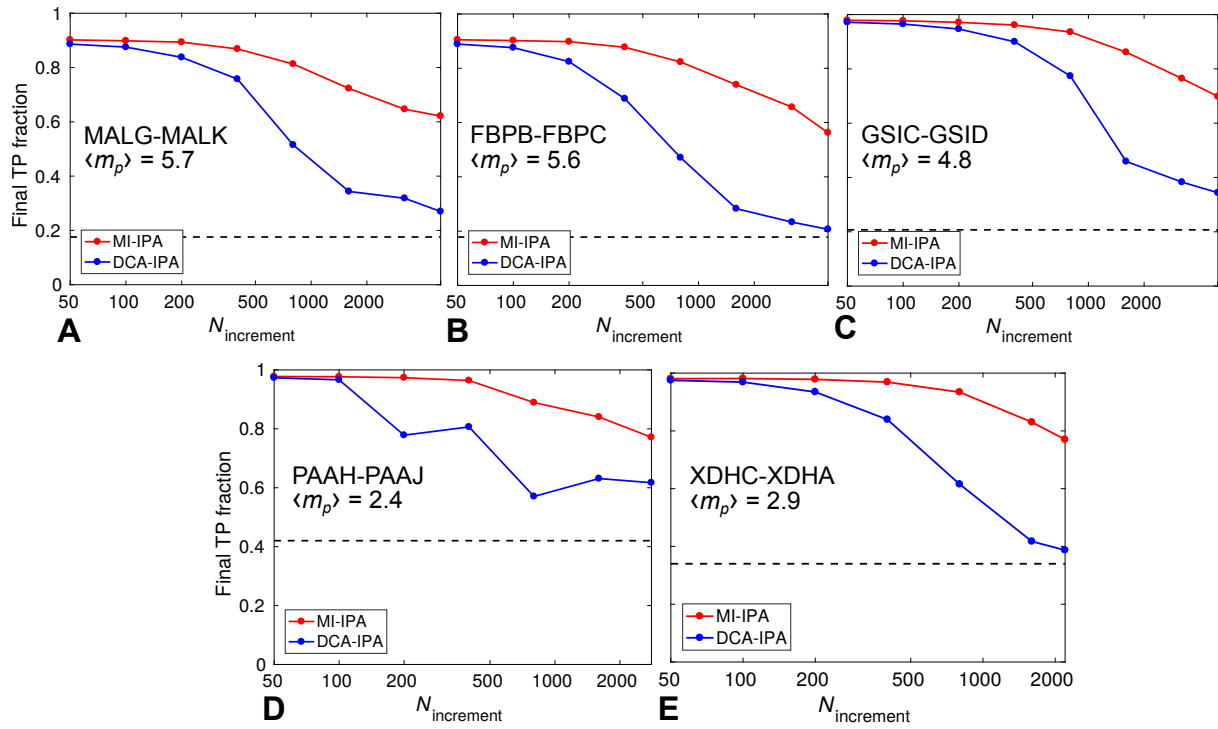 Final TP fraction
1
0.8
0.6
0.4
0.2
0
MALG-MALK
⟨mp⟩ = 5.7
MI-IPA
DCA-IPA
50 100 200 500 1000 2000
A
Nincrement
FBPB-FBPC
⟨mp⟩ = 5.6
MI-IPA
DCA-IPA
50 100 200 500 1000 2000
B
Nincrement
GSIC-GSID
⟨mp⟩ = 4.8
MI-IPA
DCA-IPA
50 100 200 500 1000 2000
C
Nincrement
Final TP fraction
1
0.8
0.6
0.4
0.2
0
PAAH-PAAJ
⟨mp⟩ = 2.4
MI-IPA
DCA-IPA
50 100 200 500 1000 2000
D
Nincrement
XDHC-XDHA
⟨mp⟩ = 2.9
MI-IPA
DCA-IPA
50 100 200 500 1000 2000
E
Nincrement